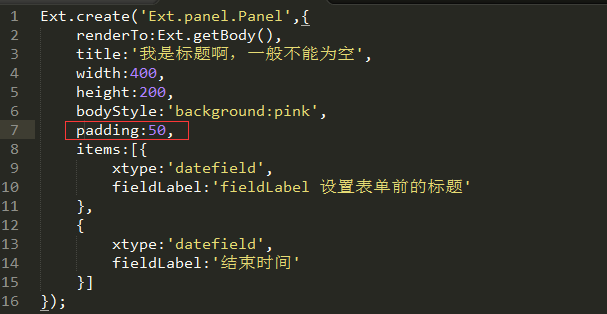 1 Ext.create('Ext.panel.Panel',{
2 renderTo:Ext.getBody(),
3 title:'我是标题啊，一般不能为空',
4 width:400,
5 height:200,
6 bodyStyle:'background:pink',
7 padding:50,
8 items:[{
9 xtype:'datefield',
10 fieldLabel:'fieldLabel 设置表单前的标题'
11 },
12 {
13 xtype:'datefield',
14 fieldLabel:'结束时间'
15 }]
16 });